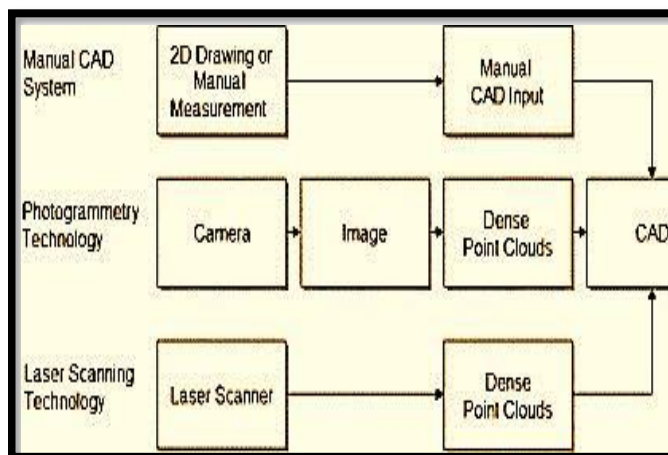 Manual CAD
System
2D Drawing or
Manual
Measurement
Manual
CAD Input
Photogrammetry
Technology
Camera
Image
Dense
Point Clouds
CAD
Laser Scanning
Technology
Laser Scanner
Dense
Point Clouds